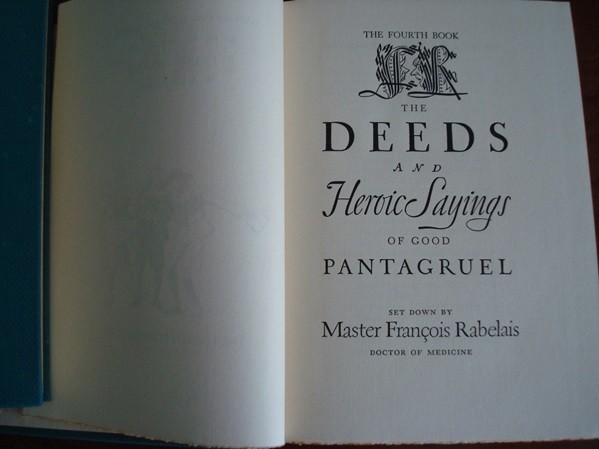 THE FOURTH BOOK
FR
THE
DEEDS
AND
Heroic Sayings
OF GOOD
PANTAGRUEL
SET DOWN BY
Master François Rabelais
DOCTOR OF MEDICINE